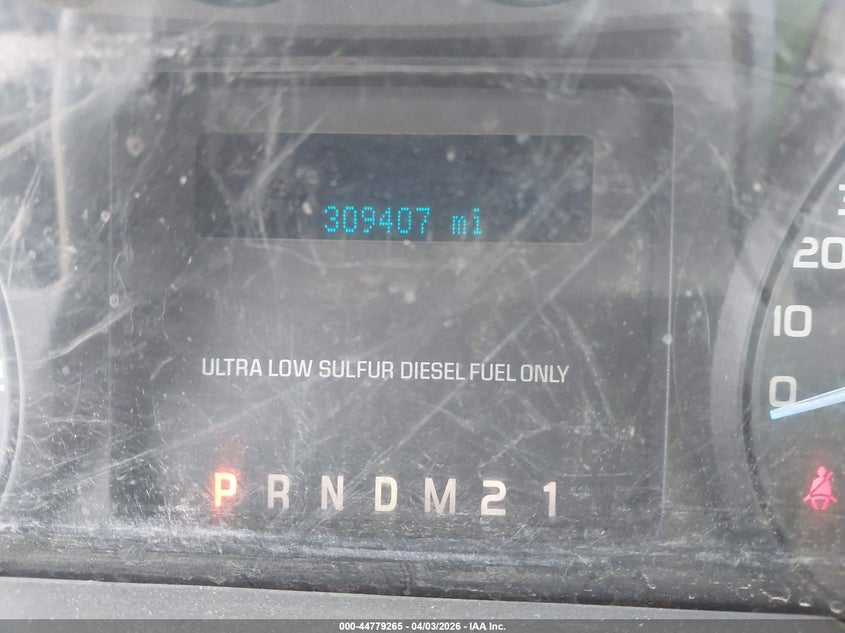 309407 mi
20
10
0
ULTRA LOW SULFUR DIESEL FUEL ONLY
P R N D M 2 1
000-44779265 - 04/03/2026 - IAA Inc.